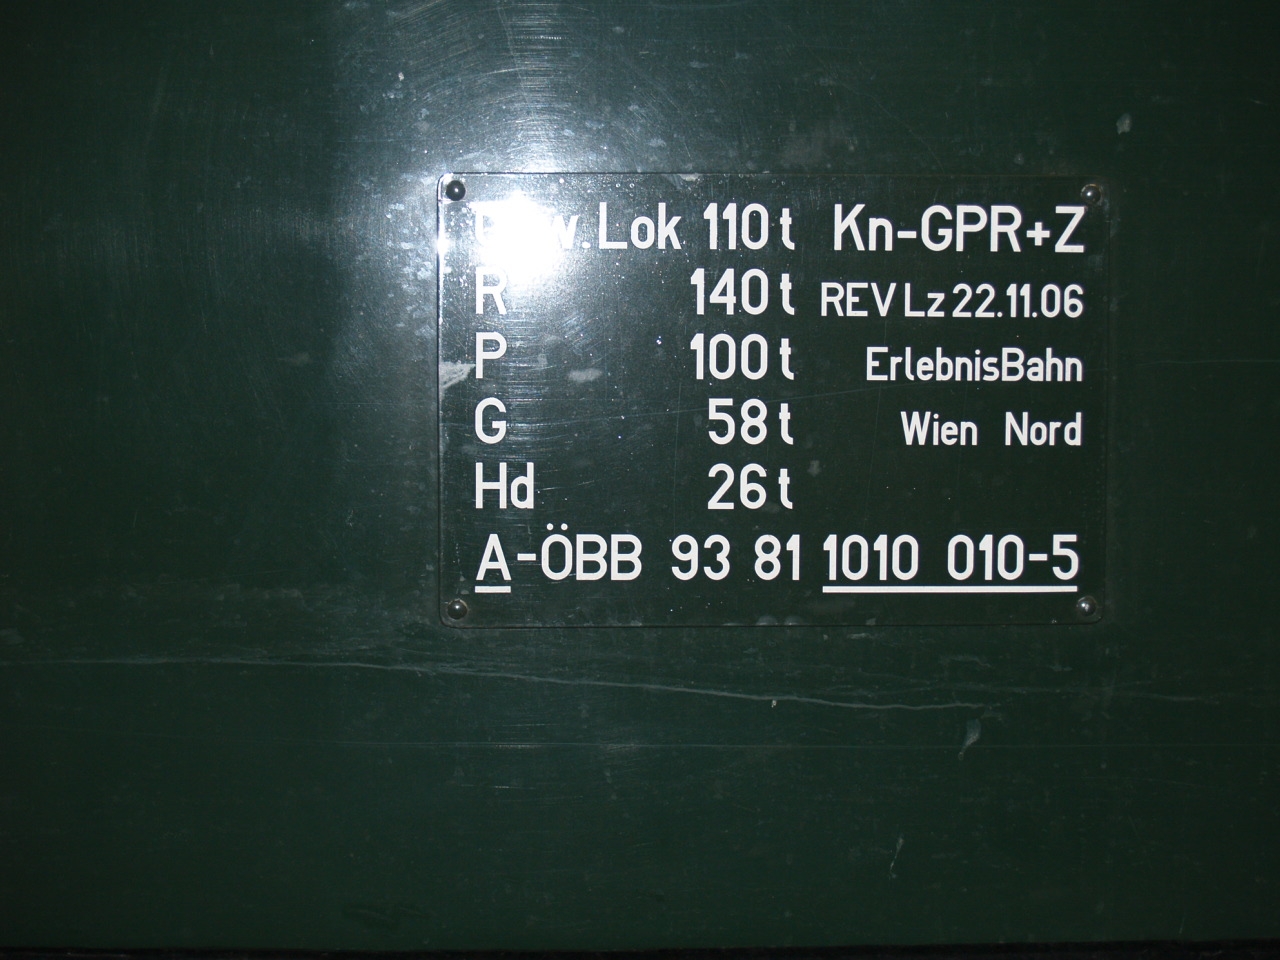 .Lok 110 t Kn-GPR+Z
R 140 t REV Lz 22.11.06
P 100 t ErlebnisBahn
G 58 t Wien Nord
Hd 26 t
A-ÖBB 93 81 1010 010-5